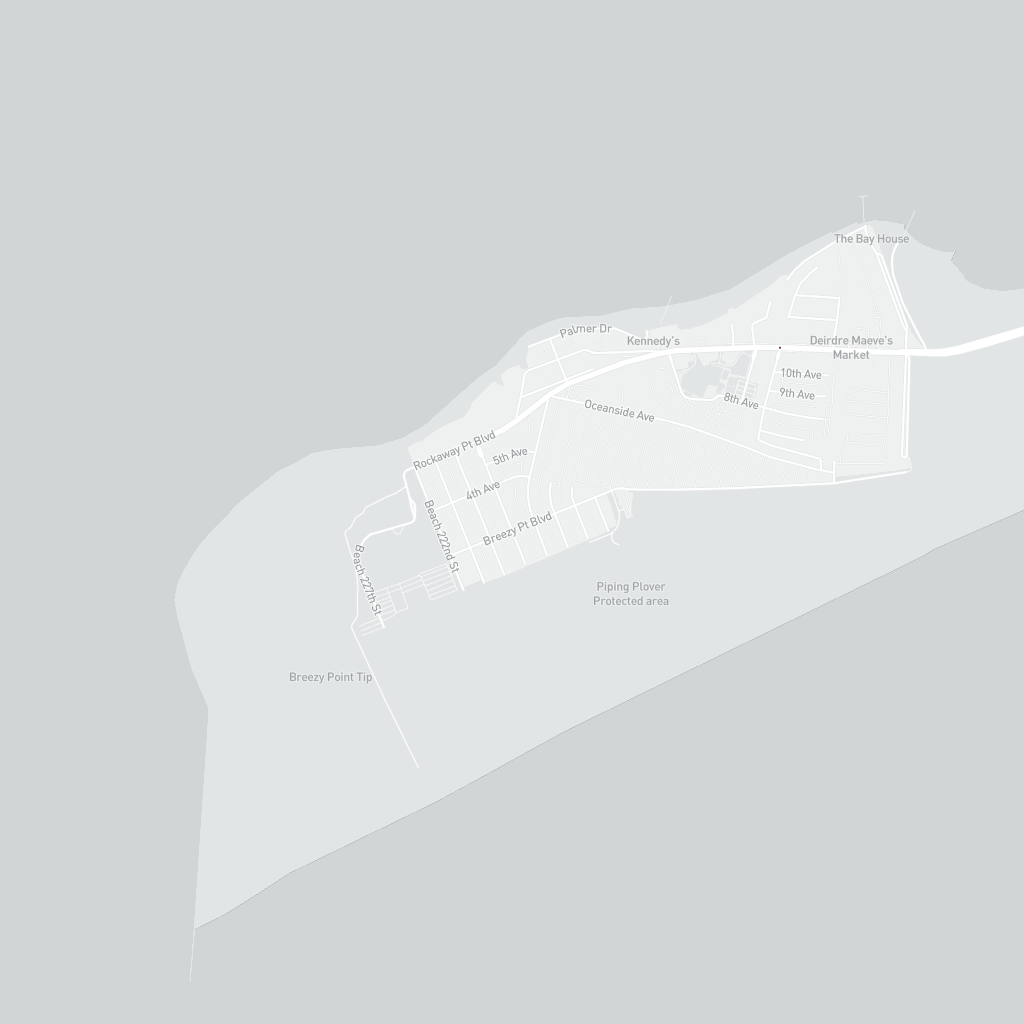 The Bay House
Palmer Dr
Kennedy's
Deirdre Maeve's
Market
10th Ave
9th Ave
8th Ave
Oceanside Ave
Rockaway Pt Blvd
5th Ave
4th Ave
Beach 222nd St
Breezy Pt Blvd
Beach 227th St
Piping Plover
Protected area
Breezy Point Tip